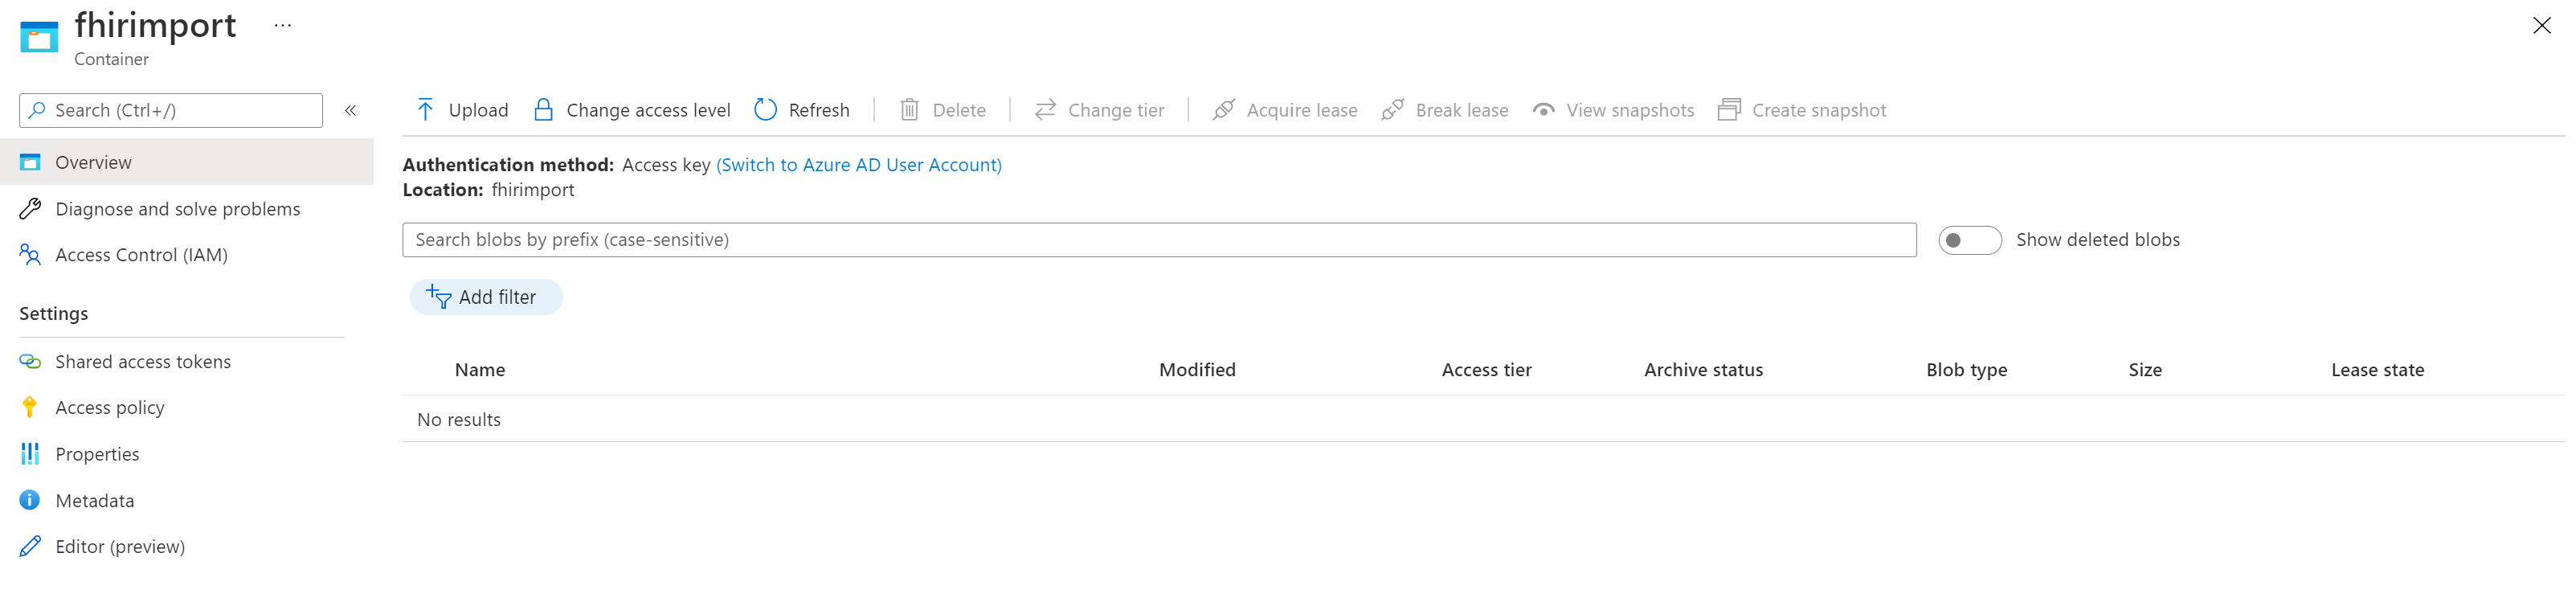 fhirimport ...
Container
Search (Ctrl+/)
«
Overview
Diagnose and solve problems
Access Control (IAM)
Settings
Shared access tokens
Access policy
Properties
Metadata
Editor (preview)
Upload Change access level Refresh Delete Change tier Acquire lease Break lease View snapshots Create snapshot
Authentication method: Access key (Switch to Azure AD User Account)
Location: fhirimport
Search blobs by prefix (case-sensitive) Show deleted blobs
Add filter
Name Modified Access tier Archive status Blob type Size Lease state
No results